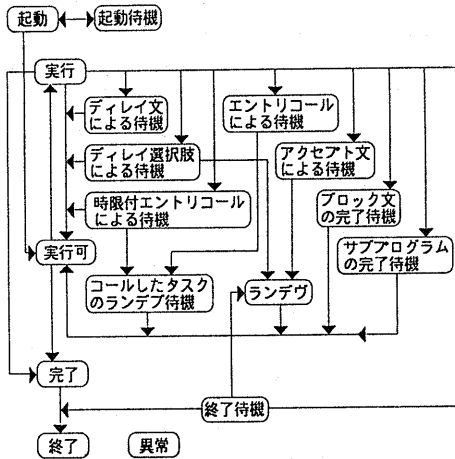 起動
起動待機
実行
ディレイ文
による待機
エントリコール
による待機
ディレイ選択肢
による待機
アクセプト文
による待機
時限付エントリコール
による待機
ブロック文
の完了待機
実行可
サブプログラム
の完了待機
コールしたタスク
のランデブ待機
ランデヴ
完了
終了待機
終了
異常